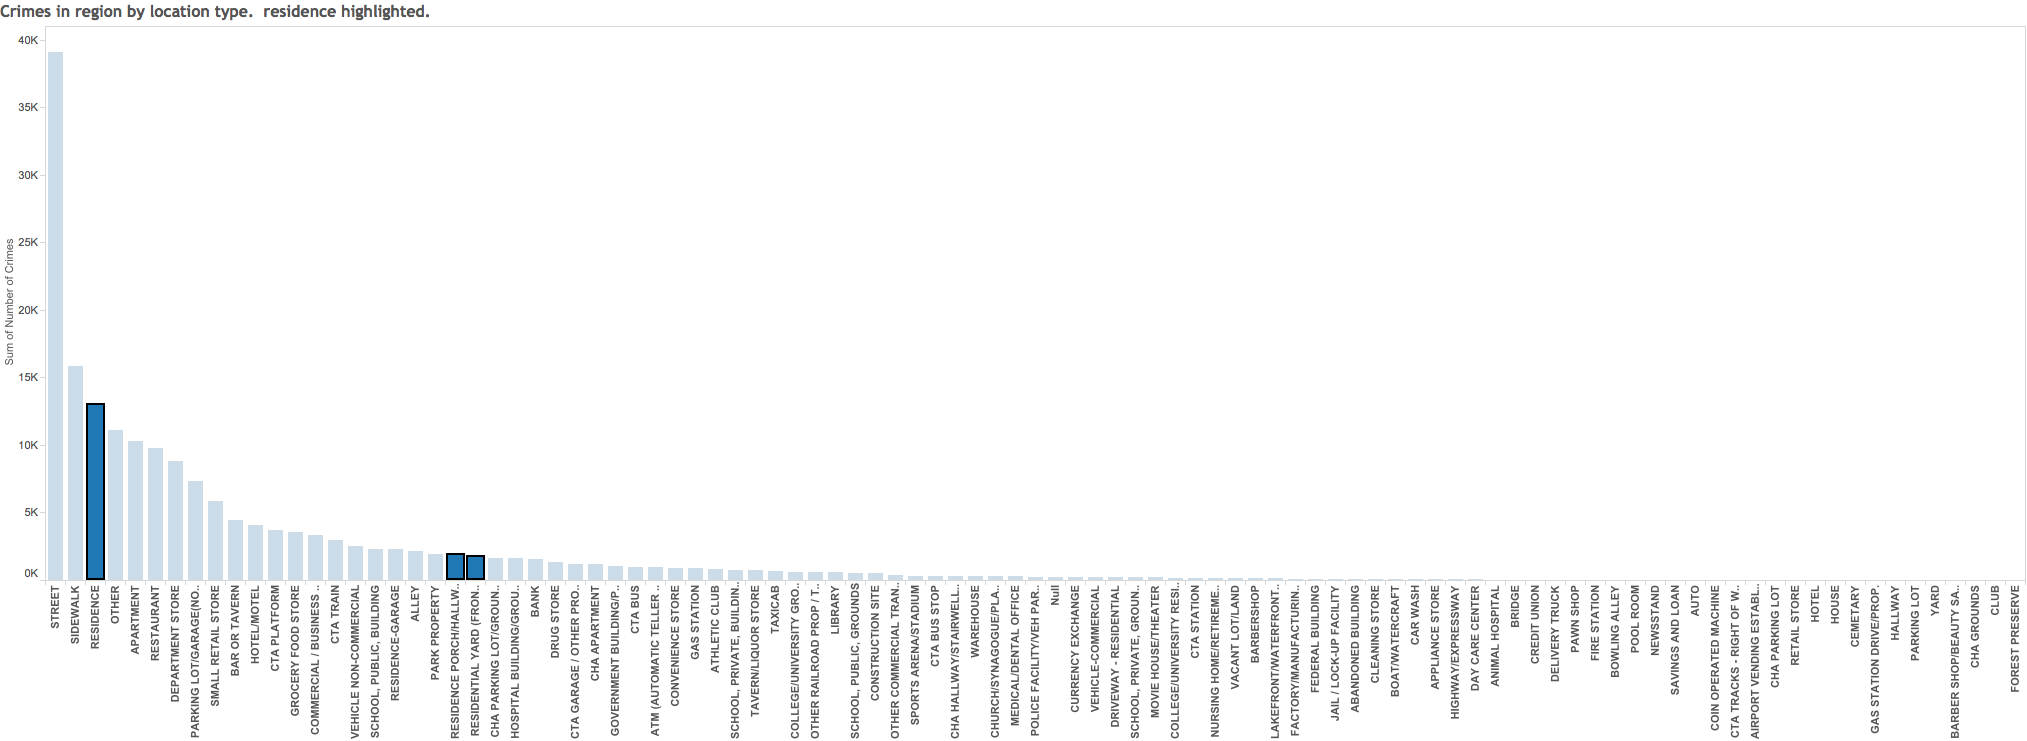 Crimes in region by location type.  residence highlighted.
40K
35K
30K
25K
20K
15K
10K
5K
0K
Sum of Number of Crimes
STREET
SIDEWALK
RESIDENCE
OTHER
APARTMENT
RESTAURANT
DEPARTMENT STORE
PARKING LOT/GARAGE(NO..
SMALL RETAIL STORE
BAR OR TAVERN
HOTEL/MOTEL
CTA PLATFORM
GROCERY FOOD STORE
COMMERCIAL / BUSINESS ..
CTA TRAIN
VEHICLE NON-COMMERCIAL
SCHOOL, PUBLIC, BUILDING
RESIDENCE-GARAGE
ALLEY
PARK PROPERTY
RESIDENCE PORCH/HALLW..
RESIDENTIAL YARD (FRON..
CHA PARKING LOT/GROUN..
HOSPITAL BUILDING/GROU..
BANK
DRUG STORE
CTA GARAGE / OTHER PRO..
CHA APARTMENT
GOVERNMENT BUILDING/P..
CTA BUS
ATM (AUTOMATIC TELLER ..
CONVENIENCE STORE
GAS STATION
ATHLETIC CLUB
SCHOOL, PRIVATE, BUILDIN..
TAVERN/LIQUOR STORE
TAXICAB
COLLEGE/UNIVERSITY GRO..
OTHER RAILROAD PROP / T..
LIBRARY
SCHOOL, PUBLIC, GROUNDS
CONSTRUCTION SITE
OTHER COMMERCIAL TRAN..
SPORTS ARENA/STADIUM
CTA BUS STOP
CHA HALLWAY/STAIRWELL..
WAREHOUSE
CHURCH/SYNAGOGUE/PLA..
MEDICAL/DENTAL OFFICE
POLICE FACILITY/VEH PAR..
Null
CURRENCY EXCHANGE
VEHICLE-COMMERCIAL
DRIVEWAY - RESIDENTIAL
SCHOOL, PRIVATE, GROUN..
MOVIE HOUSE/THEATER
COLLEGE/UNIVERSITY RESI..
CTA STATION
NURSING HOME/RETIREME..
VACANT LOT/LAND
BARBERSHOP
LAKEFRONT/WATERFRONT..
FACTORY/MANUFACTURIN..
FEDERAL BUILDING
JAIL / LOCK-UP FACILITY
ABANDONED BUILDING
CLEANING STORE
BOAT/WATERCRAFT
CAR WASH
APPLIANCE STORE
HIGHWAY/EXPRESSWAY
DAY CARE CENTER
ANIMAL HOSPITAL
BRIDGE
CREDIT UNION
DELIVERY TRUCK
PAWN SHOP
FIRE STATION
BOWLING ALLEY
POOL ROOM
NEWSSTAND
SAVINGS AND LOAN
AUTO
COIN OPERATED MACHINE
CTA TRACKS - RIGHT OF W..
AIRPORT VENDING ESTABL..
CHA PARKING LOT
RETAIL STORE
HOTEL
HOUSE
CEMETARY
GAS STATION DRIVE/PROP.
HALLWAY
PARKING LOT
YARD
BARBER SHOP/BEAUTY SA..
CHA GROUNDS
CLUB
FOREST PRESERVE